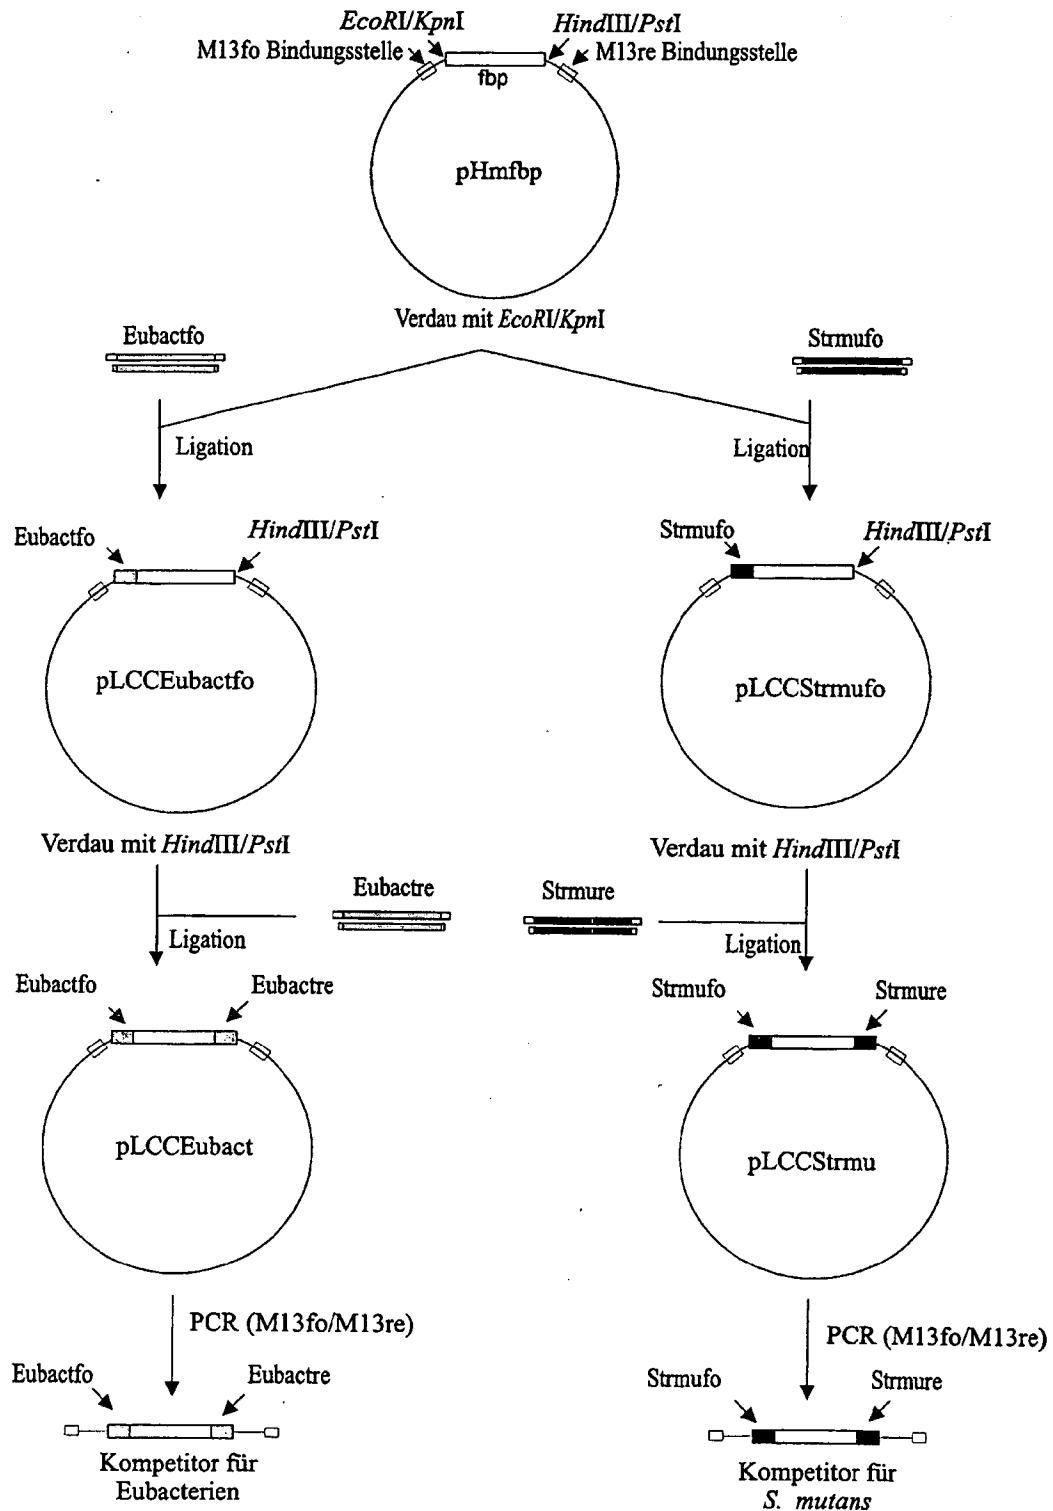 EcoRI/KpnI
HindIII/PstI
M13fo Bindungsstelle
M13re Bindungsstelle
fbp
pHmfbp
Verdau mit EcoRI/KpnI
Eubactfo
Strmufo
Ligation
Ligation
Eubactfo
HindIII/PstI
Strmufo
HindIII/PstI
pLCCEubactfo
pLCCStrmufo
Verdau mit HindIII/PstI
Verdau mit HindIII/PstI
Eubactre
Strmure
Ligation
Ligation
Eubactfo
Eubactre
Strmufo
Strmure
pLCCEubact
pLCCStrmu
PCR (M13fo/M13re)
PCR (M13fo/M13re)
Eubactfo
Eubactre
Strmufo
Strmure
Kompetitor für
Eubacterien
Kompetitor für
S. mutans